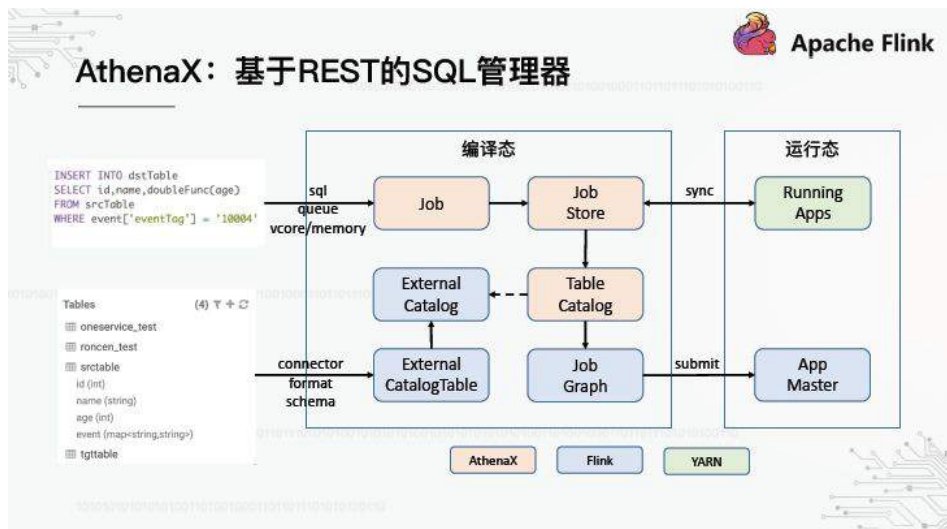 Apache Flink
AthenaX：基于REST的SQL管理器
编译态
运行态
INSERT INTO dstTable
SELECT id,name,doubleFunc(age)
FROM srcTable
WHERE event['eventTag'] = '10004'
sql
queue
vcore/memory
Job
Job
Store
sync
Running
Apps
External
Catalog
Table
Catalog
Tables
(4)
oneservice_test
roncen_test
srctable
id (int)
name (string)
age (int)
event (map<string,string>)
tgttable
connector
format
schema
External
CatalogTable
Job
Graph
submit
App
Master
AthenaX
Flink
YARN